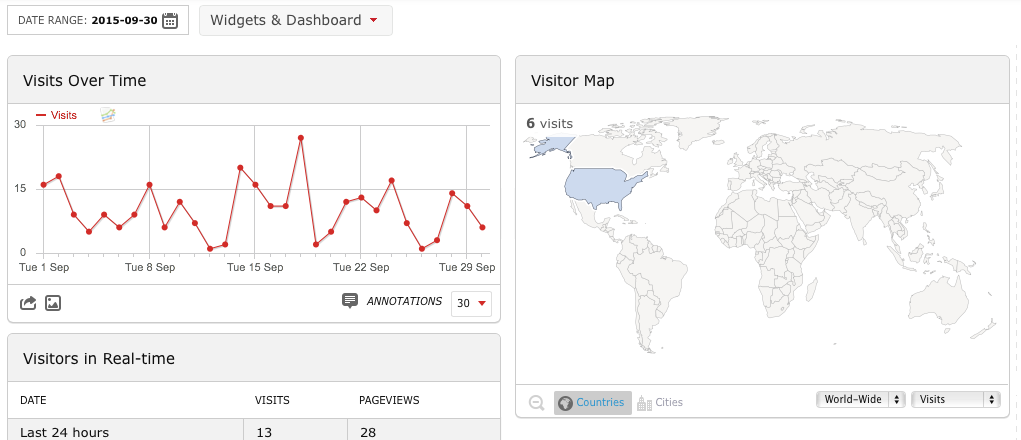 DATE RANGE: 2015-09-30
Widgets & Dashboard
Visits Over Time
Visits
30
15
0
Tue 1 Sep
Tue 8 Sep
Tue 15 Sep
Tue 22 Sep
Tue 29 Sep
ANNOTATIONS
30
Visitors in Real-time
DATE VISITS PAGEVIEWS
Last 24 hours 13 28
Visitor Map
6 visits
Countries
Cities
World-Wide
Visits